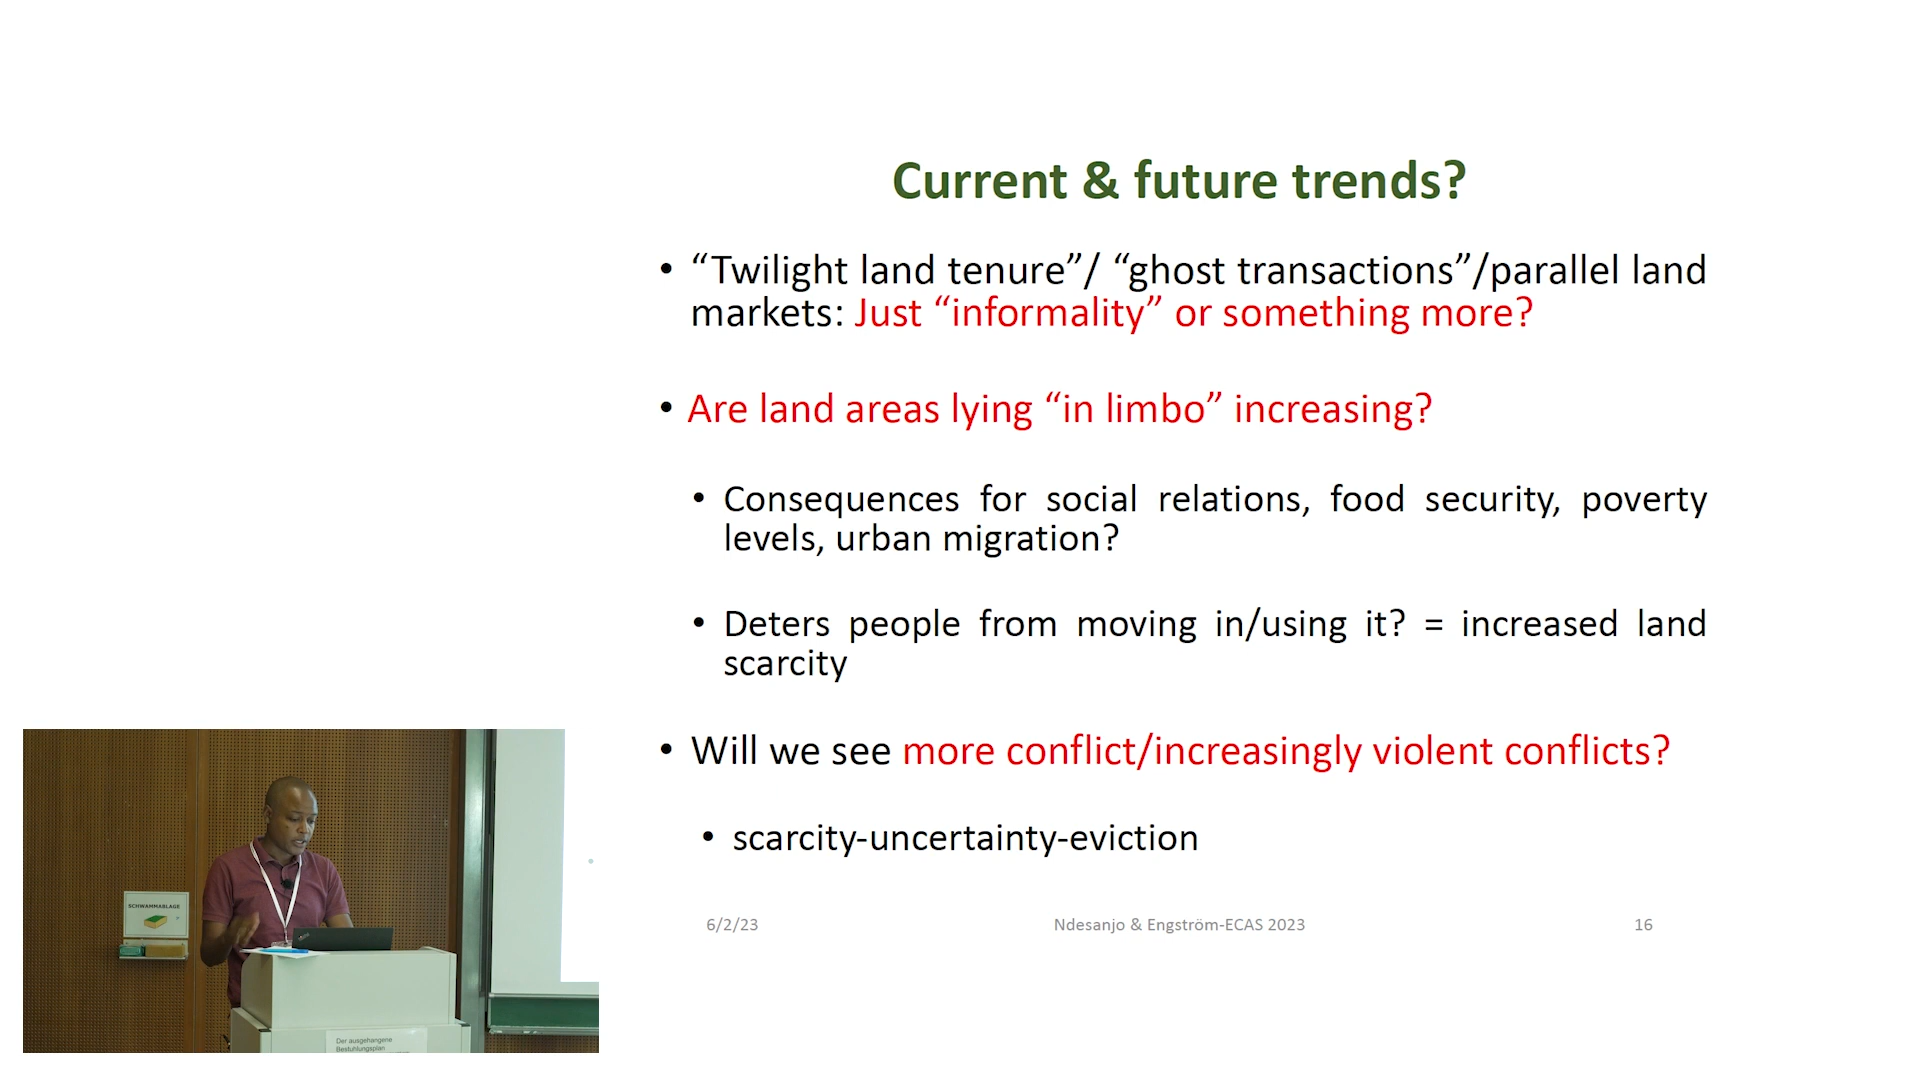 Current & future trends?
• “Twilight land tenure”/ “ghost transactions”/parallel land
markets: Just “informality” or something more?
• Are land areas lying “in limbo” increasing?
• Consequences for social relations, food security, poverty
levels, urban migration?
• Deters people from moving in/using it? = increased land
scarcity
• Will we see more conflict/increasingly violent conflicts?
• scarcity-uncertainty-eviction
6/2/23
Ndesanjo & Engström-ECAS 2023
16
SCHWAMMABLAGE
Der ausgehangene
Bestuhlungsplan